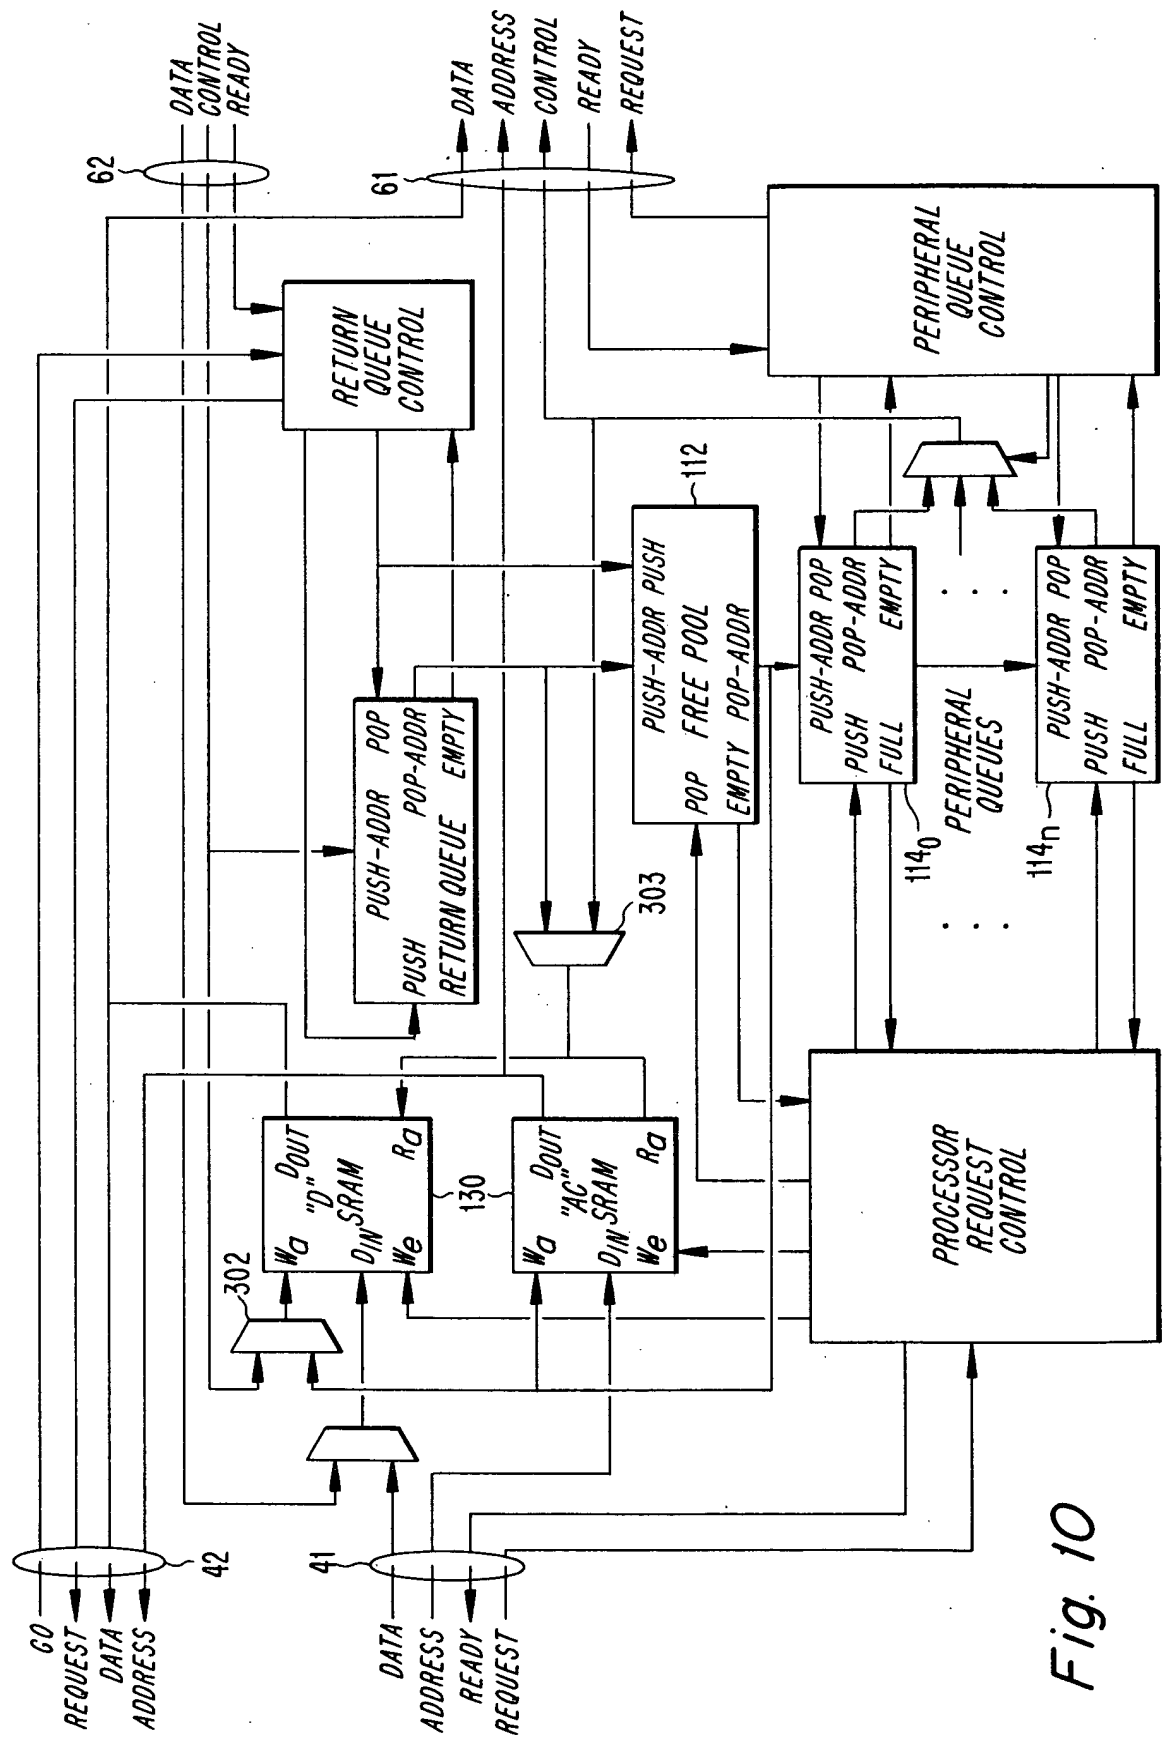 GO
REQUEST
DATA
ADDRESS
42
DATA
ADDRESS
READY
REQUEST
41
302
Wa DOUT
"D"
DIN SRAM
We Ra
130
Wa DOUT
"AC"
DIN SRAM
We Ra
PROCESSOR
REQUEST
CONTROL
PUSH-ADDR POP
PUSH POP-ADDR
RETURN QUEUE EMPTY
303
RETURN
QUEUE
CONTROL
PUSH-ADDR PUSH
POP FREE POOL
EMPTY POP-ADDR
112
PUSH-ADDR POP
PUSH POP-ADDR
FULL EMPTY
114₀
PERIPHERAL
QUEUES
. . .
. . .
PUSH-ADDR POP
PUSH POP-ADDR
FULL EMPTY
114n
PERIPHERAL
QUEUE
CONTROL
62
DATA
CONTROL
READY
61
DATA
ADDRESS
CONTROL
READY
REQUEST
Fig. 10